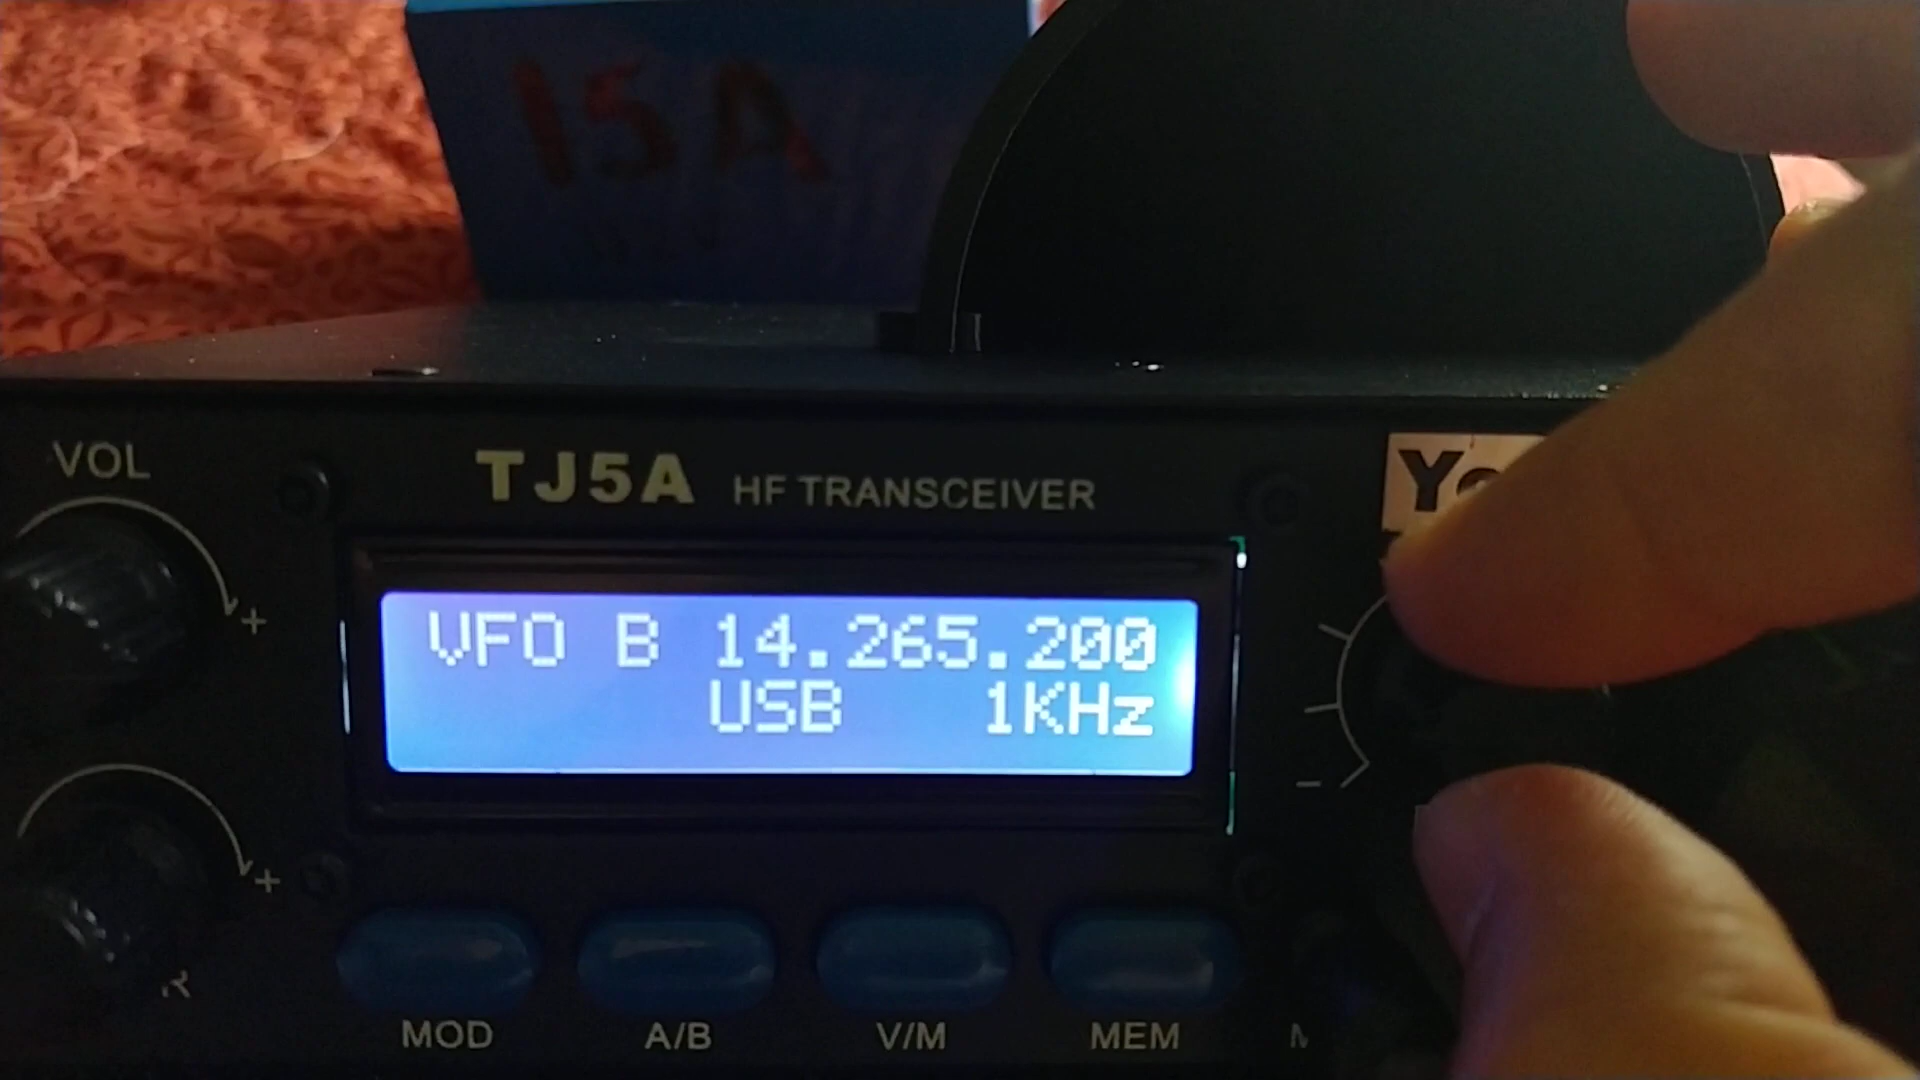 15A
VOL
TJ5A HF TRANSCEIVER
+
VFO B 14.265.200
USB 1KHz
-
+
MOD A/B V/M MEM